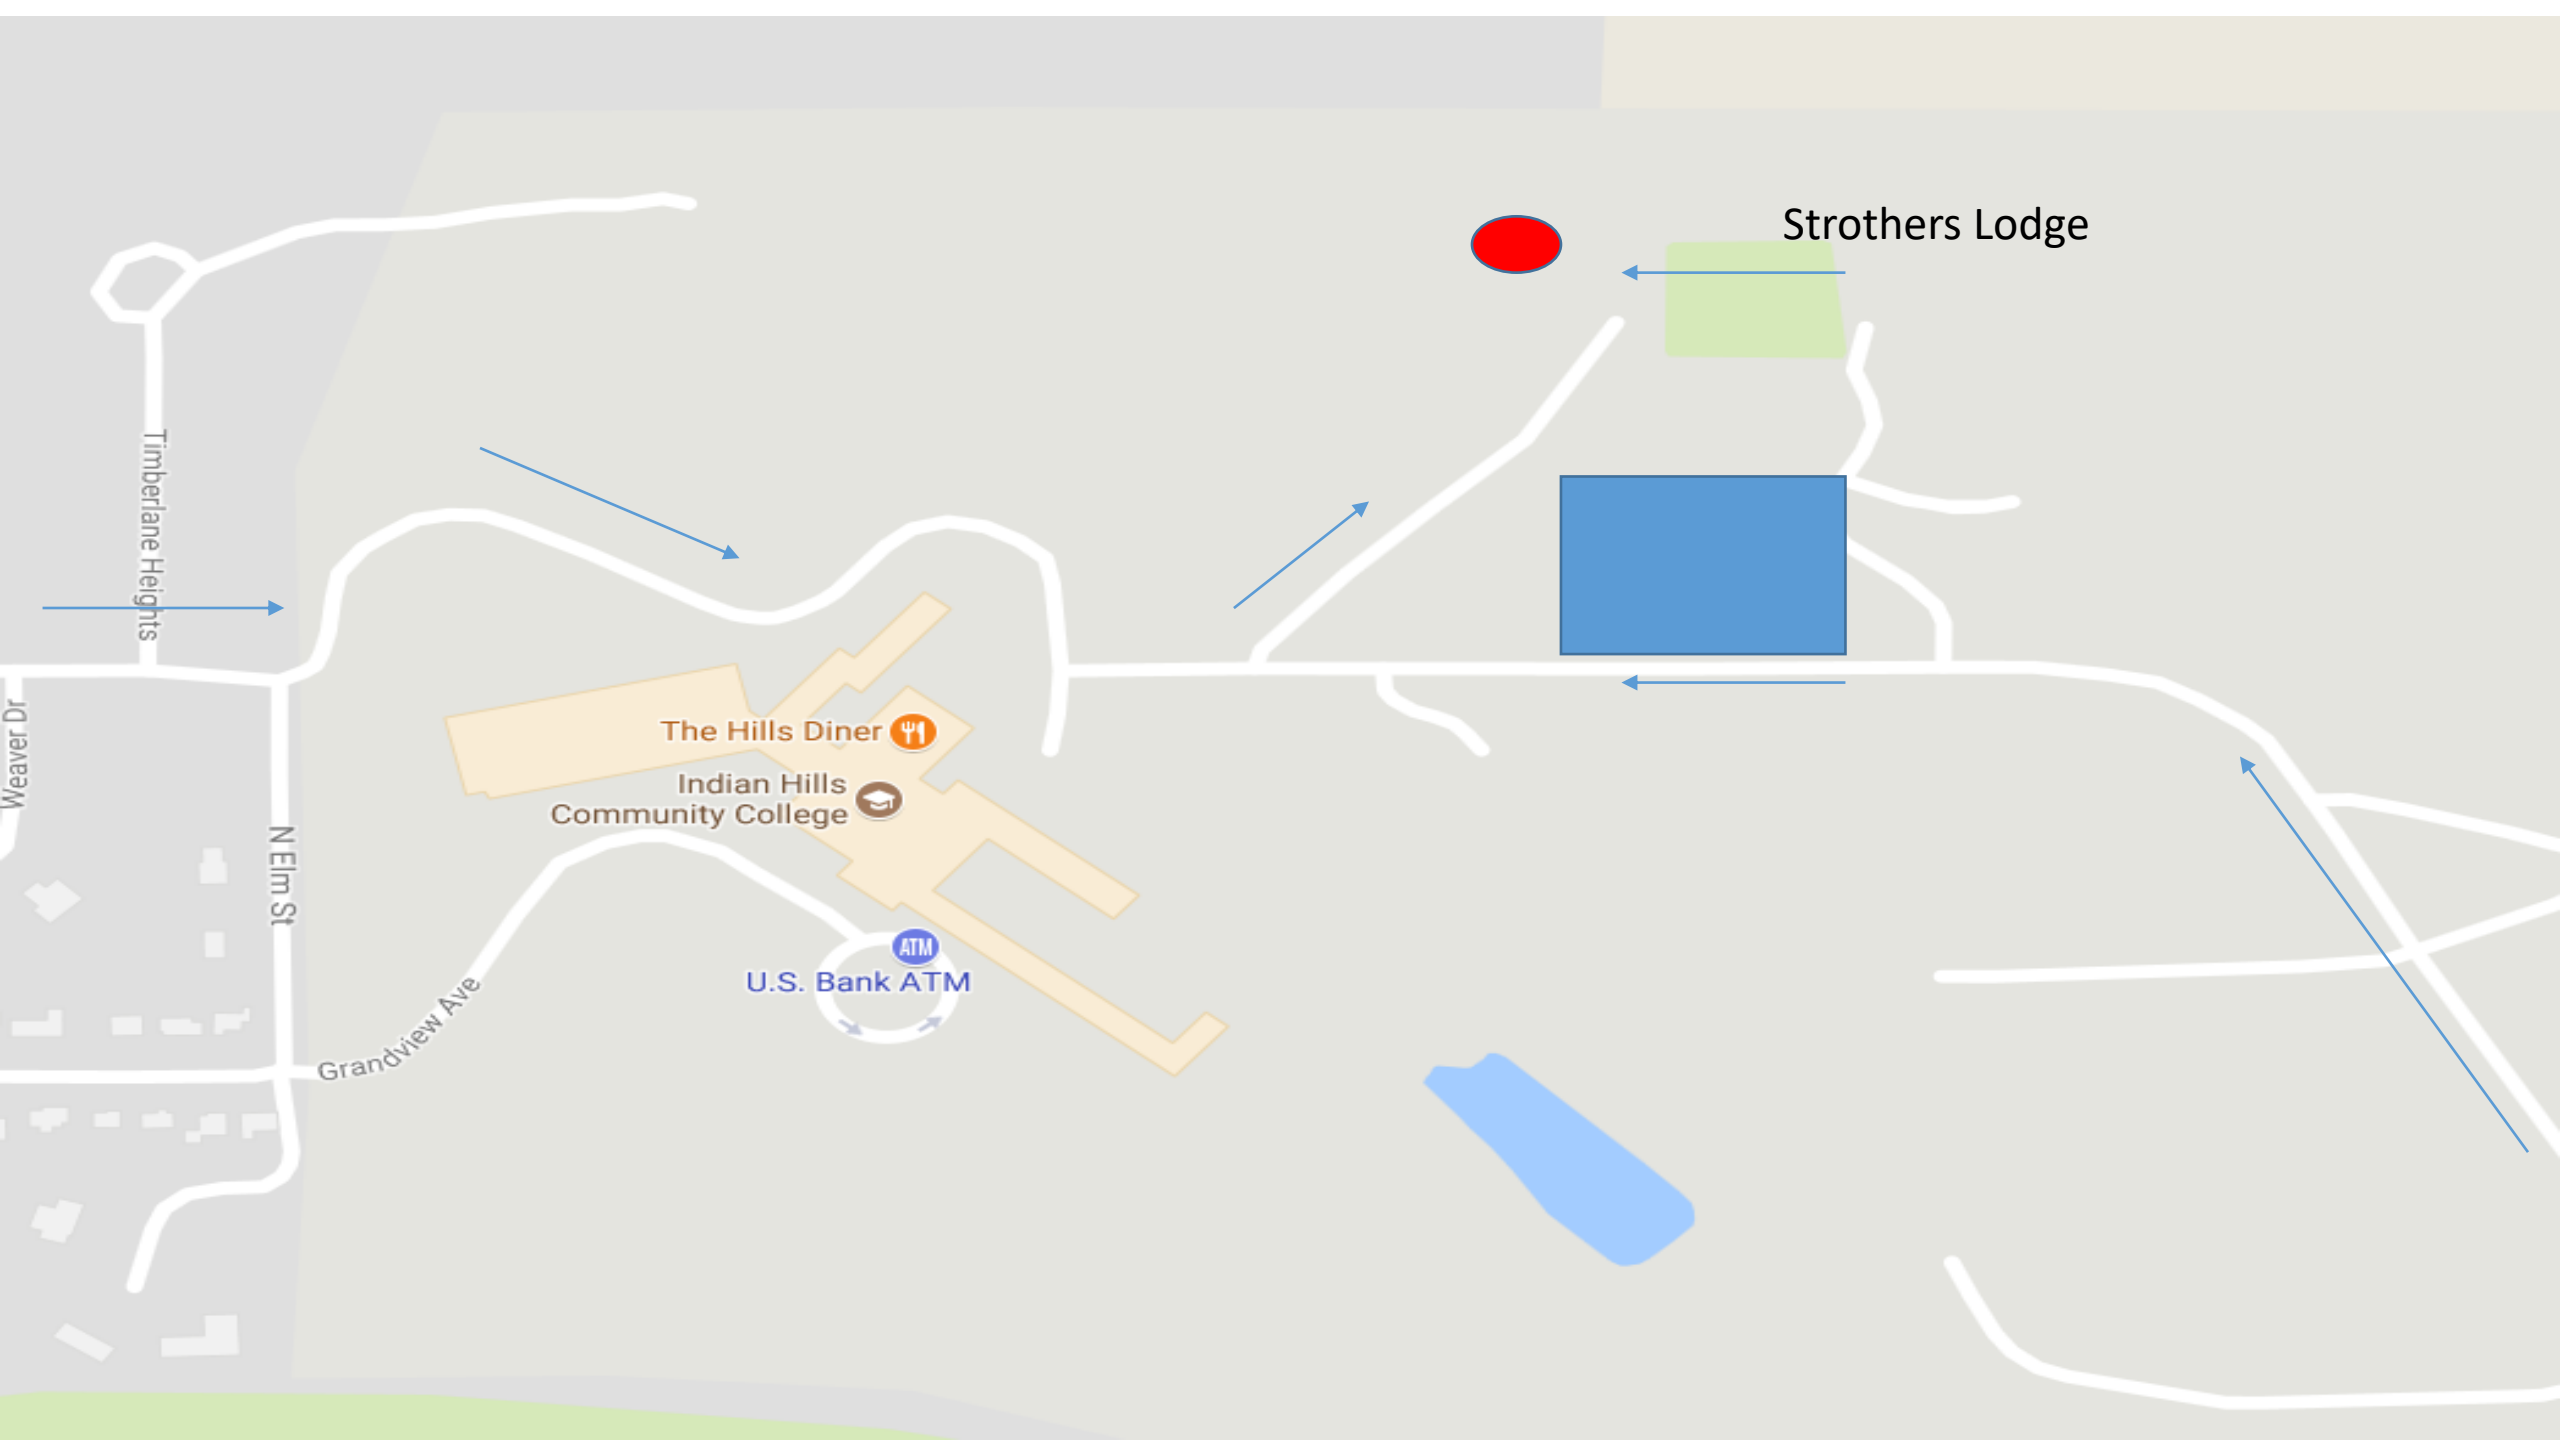 Strothers Lodge
Timberlane Heights
Weaver Dr
The Hills Diner
Indian Hills
Community College
N Elm St
ATM
U.S. Bank ATM
Grandview Ave